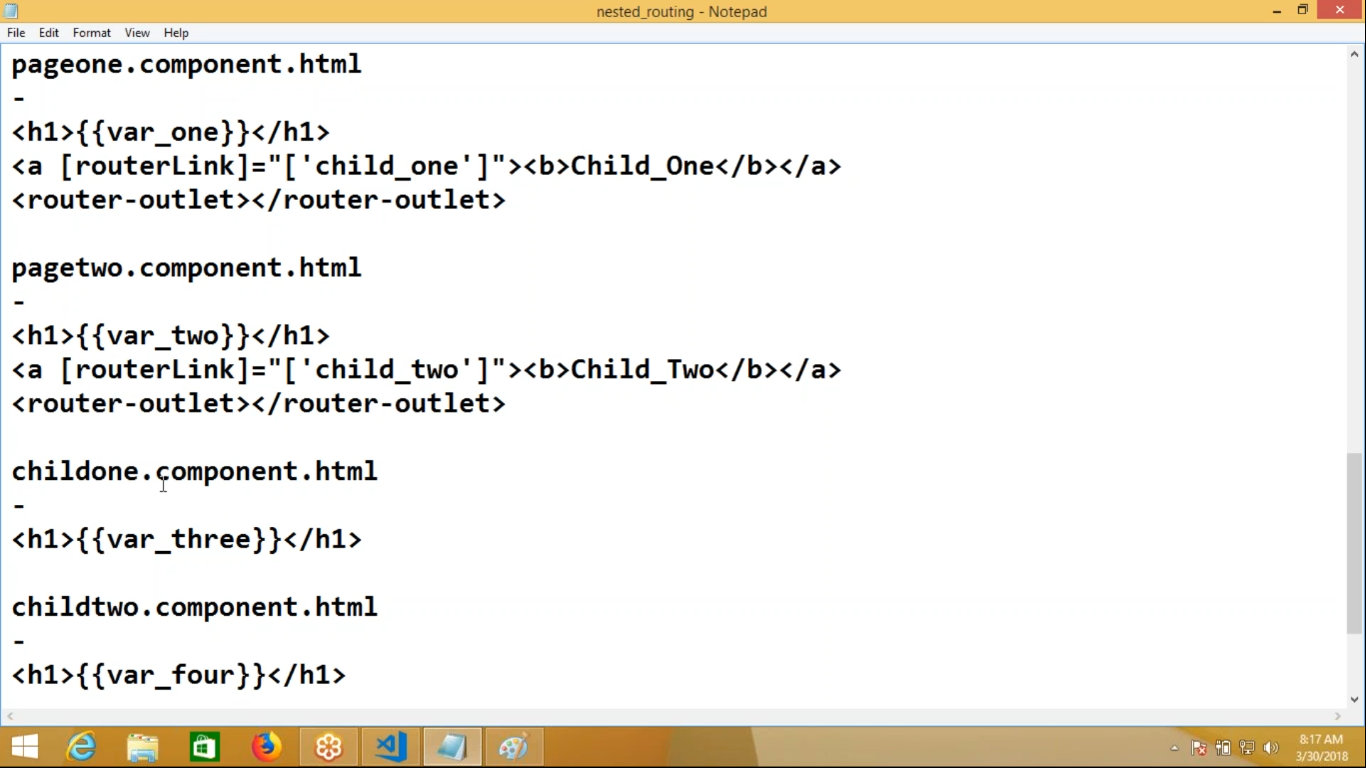 nested_routing - Notepad
File Edit Format View Help
pageone.component.html
-
<h1>{{var_one}}</h1>
<a [routerLink]="['child_one']"><b>Child_One</b></a>
<router-outlet></router-outlet>
pagetwo.component.html
-
<h1>{{var_two}}</h1>
<a [routerLink]="['child_two']"><b>Child_Two</b></a>
<router-outlet></router-outlet>
childone.component.html
-
<h1>{{var_three}}</h1>
childtwo.component.html
-
<h1>{{var_four}}</h1>
8:17 AM
3/30/2018